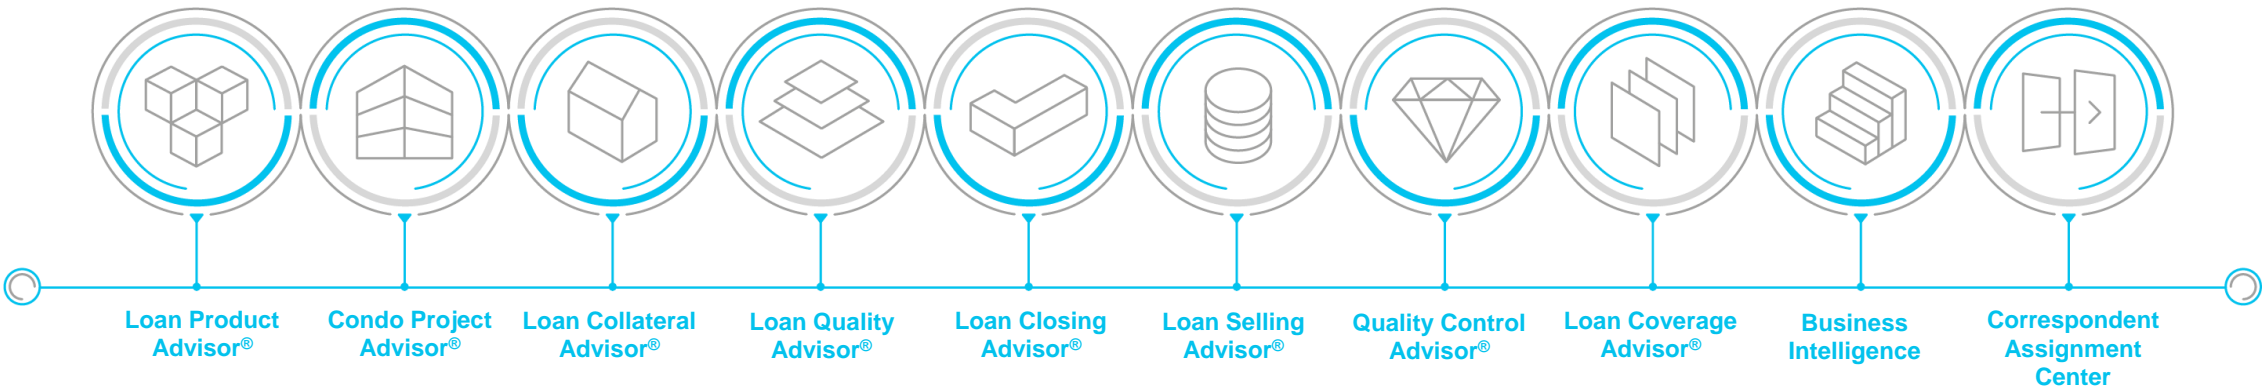 Loan Product
Advisor®
Condo Project
Advisor®
Loan Collateral
Advisor®
Loan Quality
Advisor®
Loan Closing
Advisor®
Loan Selling
Advisor®
Quality Control
Advisor®
Loan Coverage
Advisor®
Business
Intelligence
Correspondent
Assignment
Center